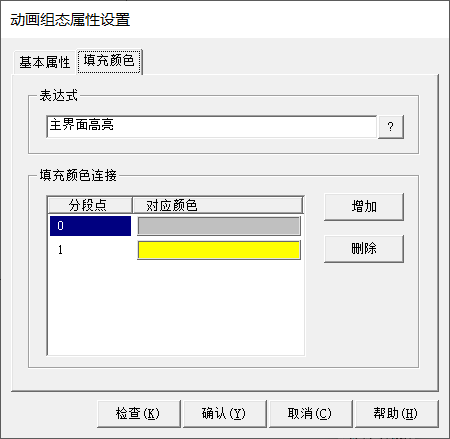 动画组态属性设置
基本属性 填充颜色
表达式
主界面高亮 ?
填充颜色连接
分段点 对应颜色
0
1
增加
删除
检查(K) 确认(Y) 取消(C) 帮助(H)